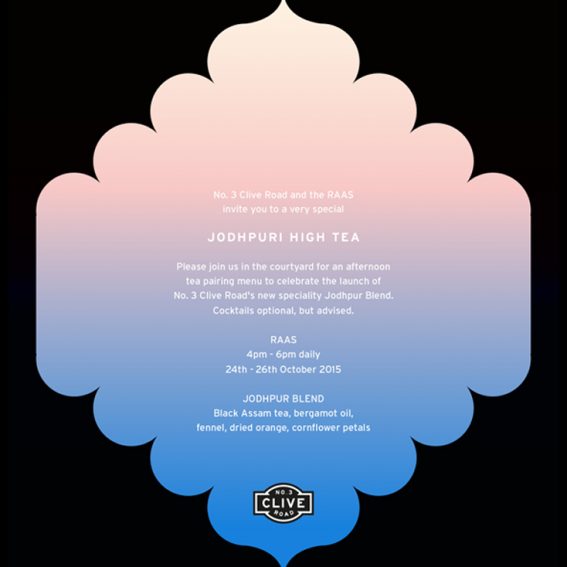 No. 3 Clive Road and the RAAS
invite you to a very special
JODHPURI HIGH TEA
Please join us in the courtyard for an afternoon
tea pairing menu to celebrate the launch of
No. 3 Clive Road's new speciality Jodhpur Blend.
Cocktails optional, but advised.
RAAS
4pm - 6pm daily
24th - 26th October 2015
JODHPUR BLEND
Black Assam tea, bergamot oil,
fennel, dried orange, cornflower petals
NO. 3
CLIVE
ROAD